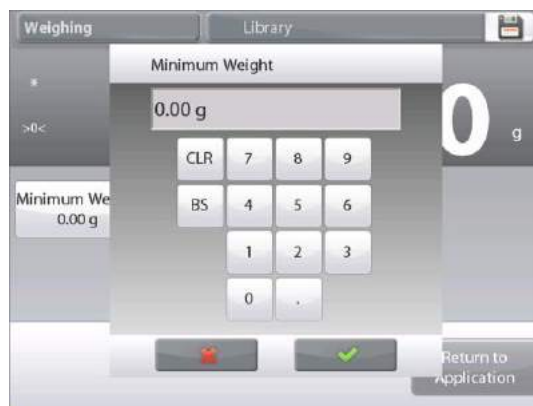 Weighing
Library
Minimum Weight
0.00 g
>0<
0
g
CLR 7 8 9
Minimum We
0.00 g
BS 4 5 6
1 2 3
0 .
Return to
Application